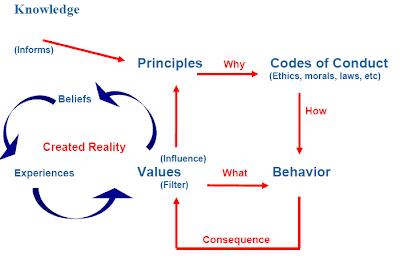 Knowledge
(Informs)
Principles
Why
Codes of Conduct
(Ethics, morals, laws, etc)
Beliefs
How
Created Reality
(Influence)
Experiences
Values
(Filter)
What
Behavior
Consequence